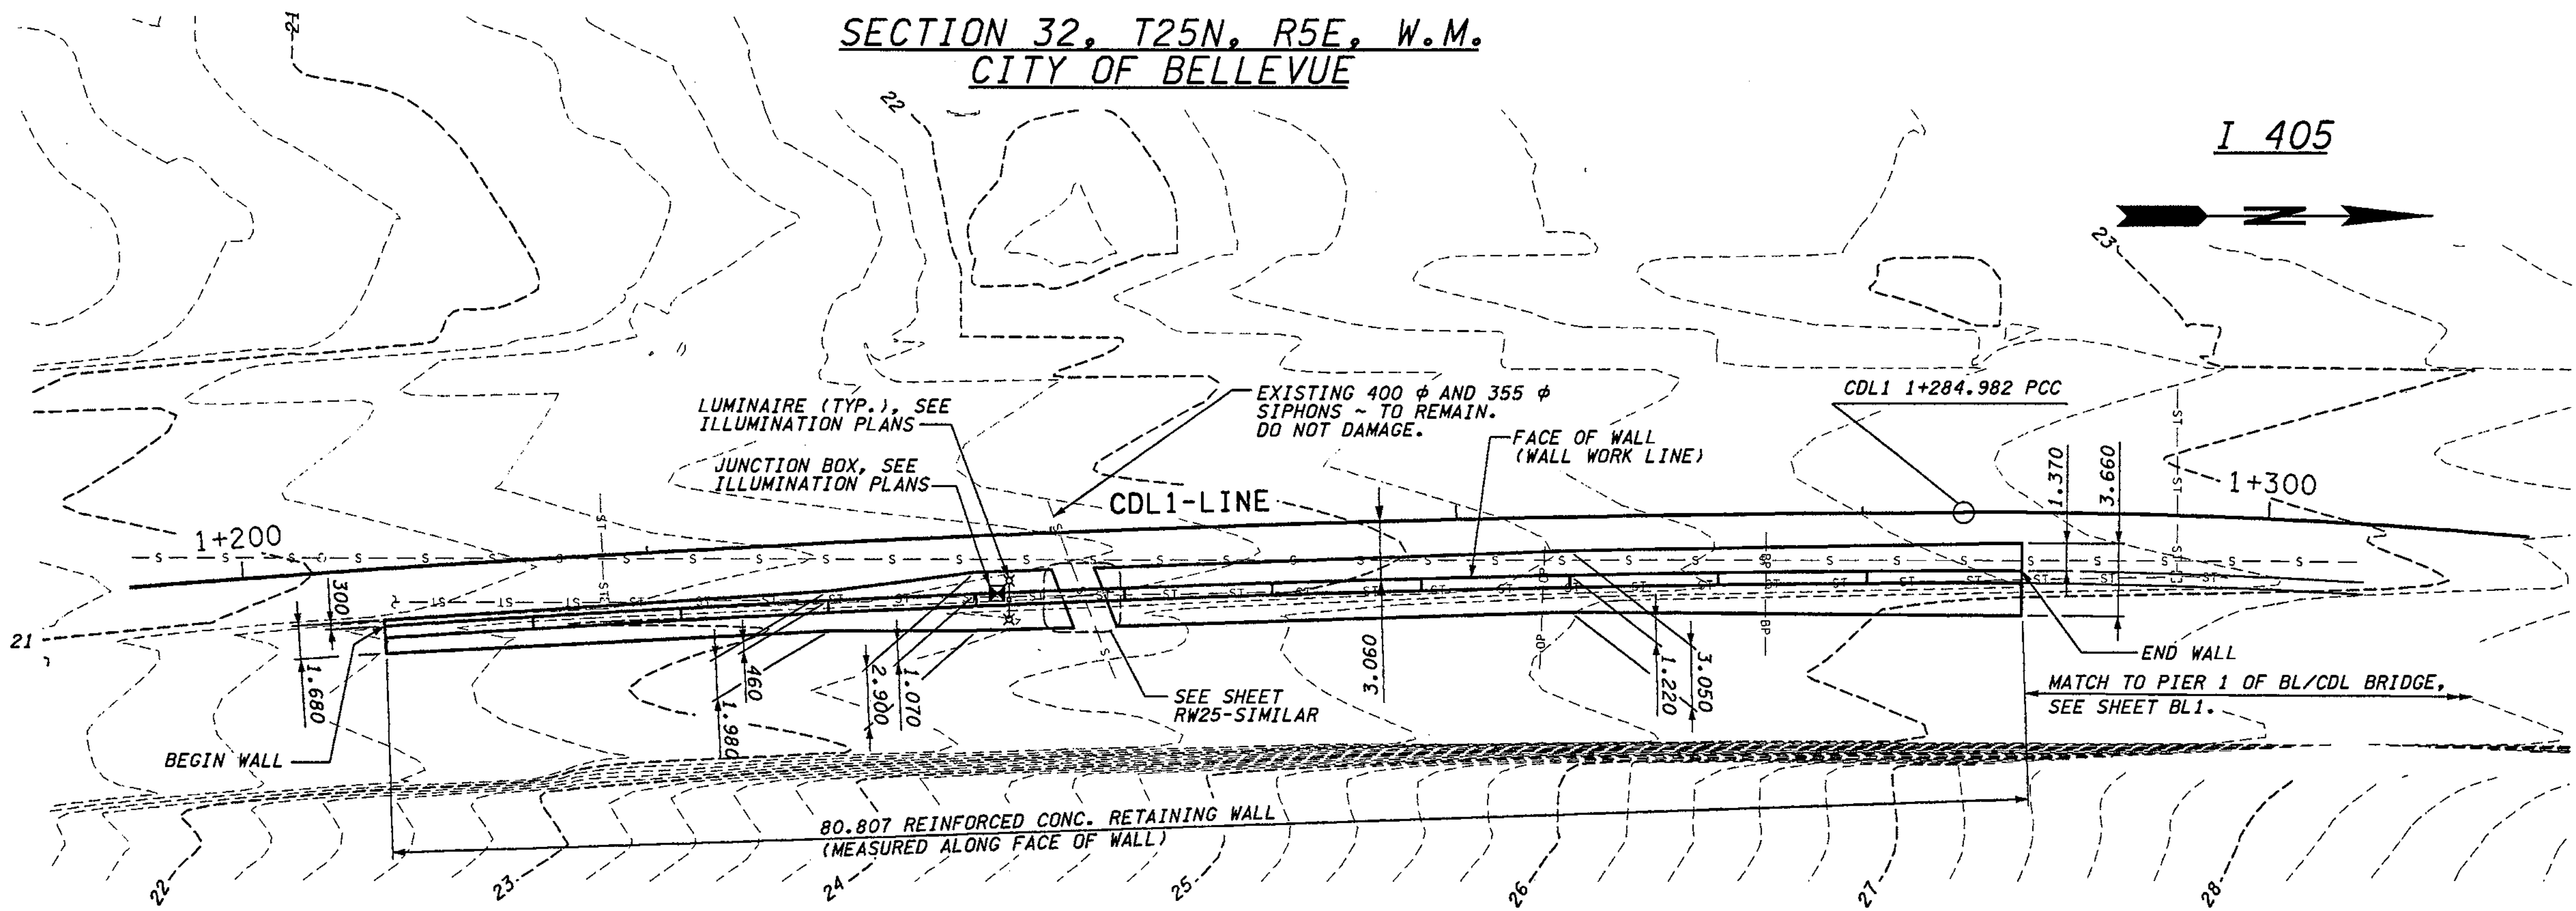 SECTION 32, T25N, R5E, W.M.
CITY OF BELLEVUE
I 405
N
21
22
23
LUMINAIRE (TYP.), SEE
ILLUMINATION PLANS
JUNCTION BOX, SEE
ILLUMINATION PLANS
EXISTING 400 φ AND 355 φ
SIPHONS ~ TO REMAIN.
DO NOT DAMAGE.
FACE OF WALL
(WALL WORK LINE)
CDL1 1+284.982 PCC
1+200
CDL1-LINE
1+300
1.370
3.660
300
1.680
460
1.980
2.900
1.070
3.060
1.220
3.050
21
BEGIN WALL
SEE SHEET
RW25-SIMILAR
END WALL
MATCH TO PIER 1 OF BL/CDL BRIDGE,
SEE SHEET BL1.
80.807 REINFORCED CONC. RETAINING WALL
(MEASURED ALONG FACE OF WALL)
22
23
24
25
26
27
28